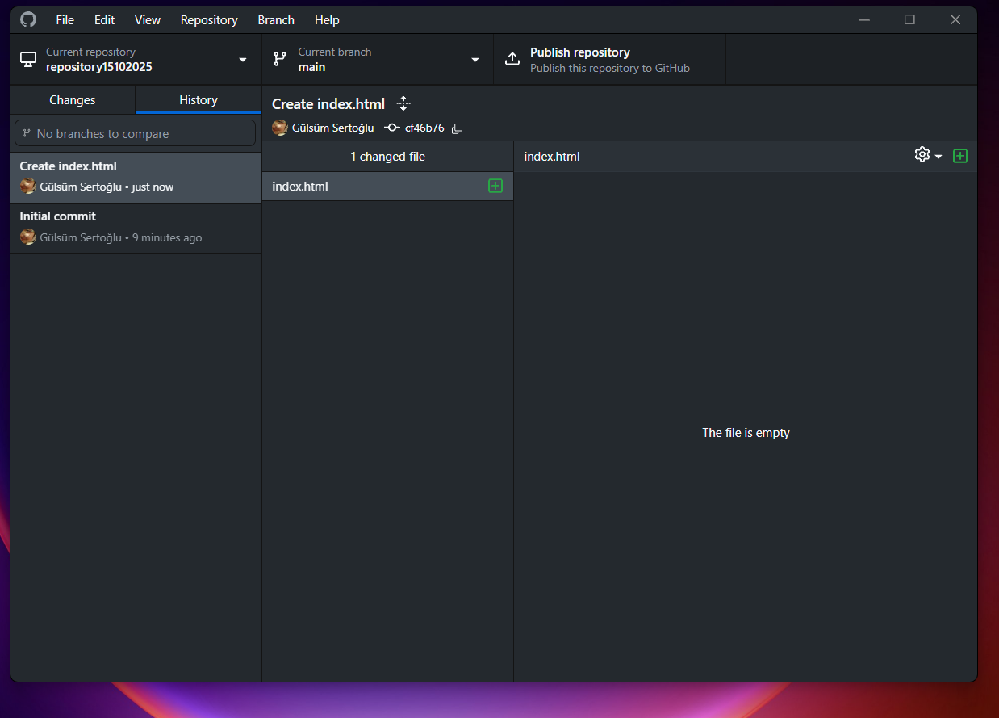 File Edit View Repository Branch Help
Current repository
repository15102025
Current branch
main
Publish repository
Publish this repository to GitHub
Changes
History
No branches to compare
Create index.html
Gülsüm Sertoğlu • just now
Initial commit
Gülsüm Sertoğlu • 9 minutes ago
Create index.html
Gülsüm Sertoğlu cf46b76
1 changed file
index.html
index.html
The file is empty